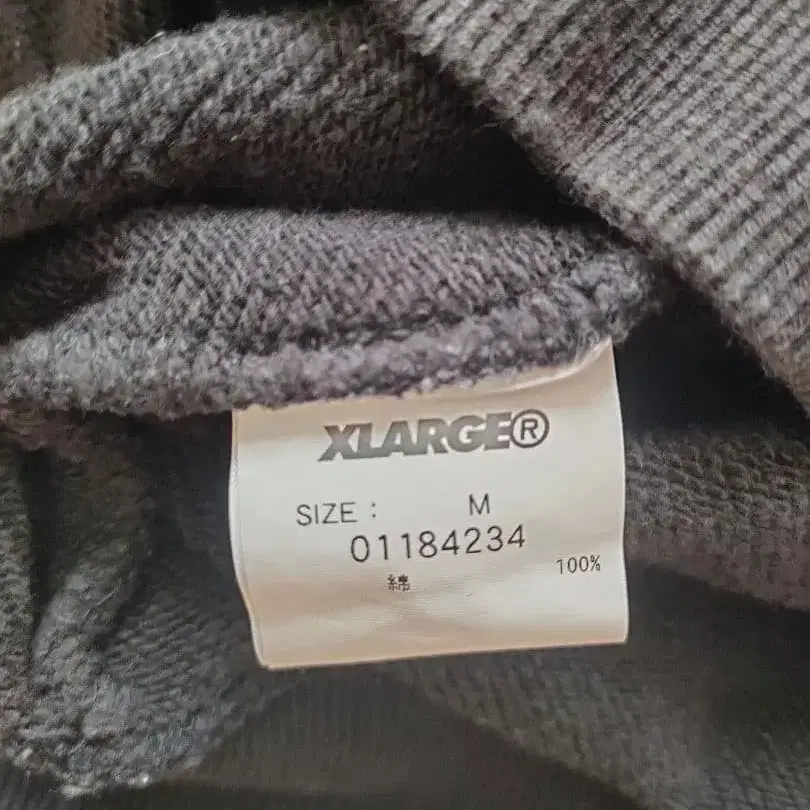 XLARGE®
SIZE : M
01184234
綿 100%